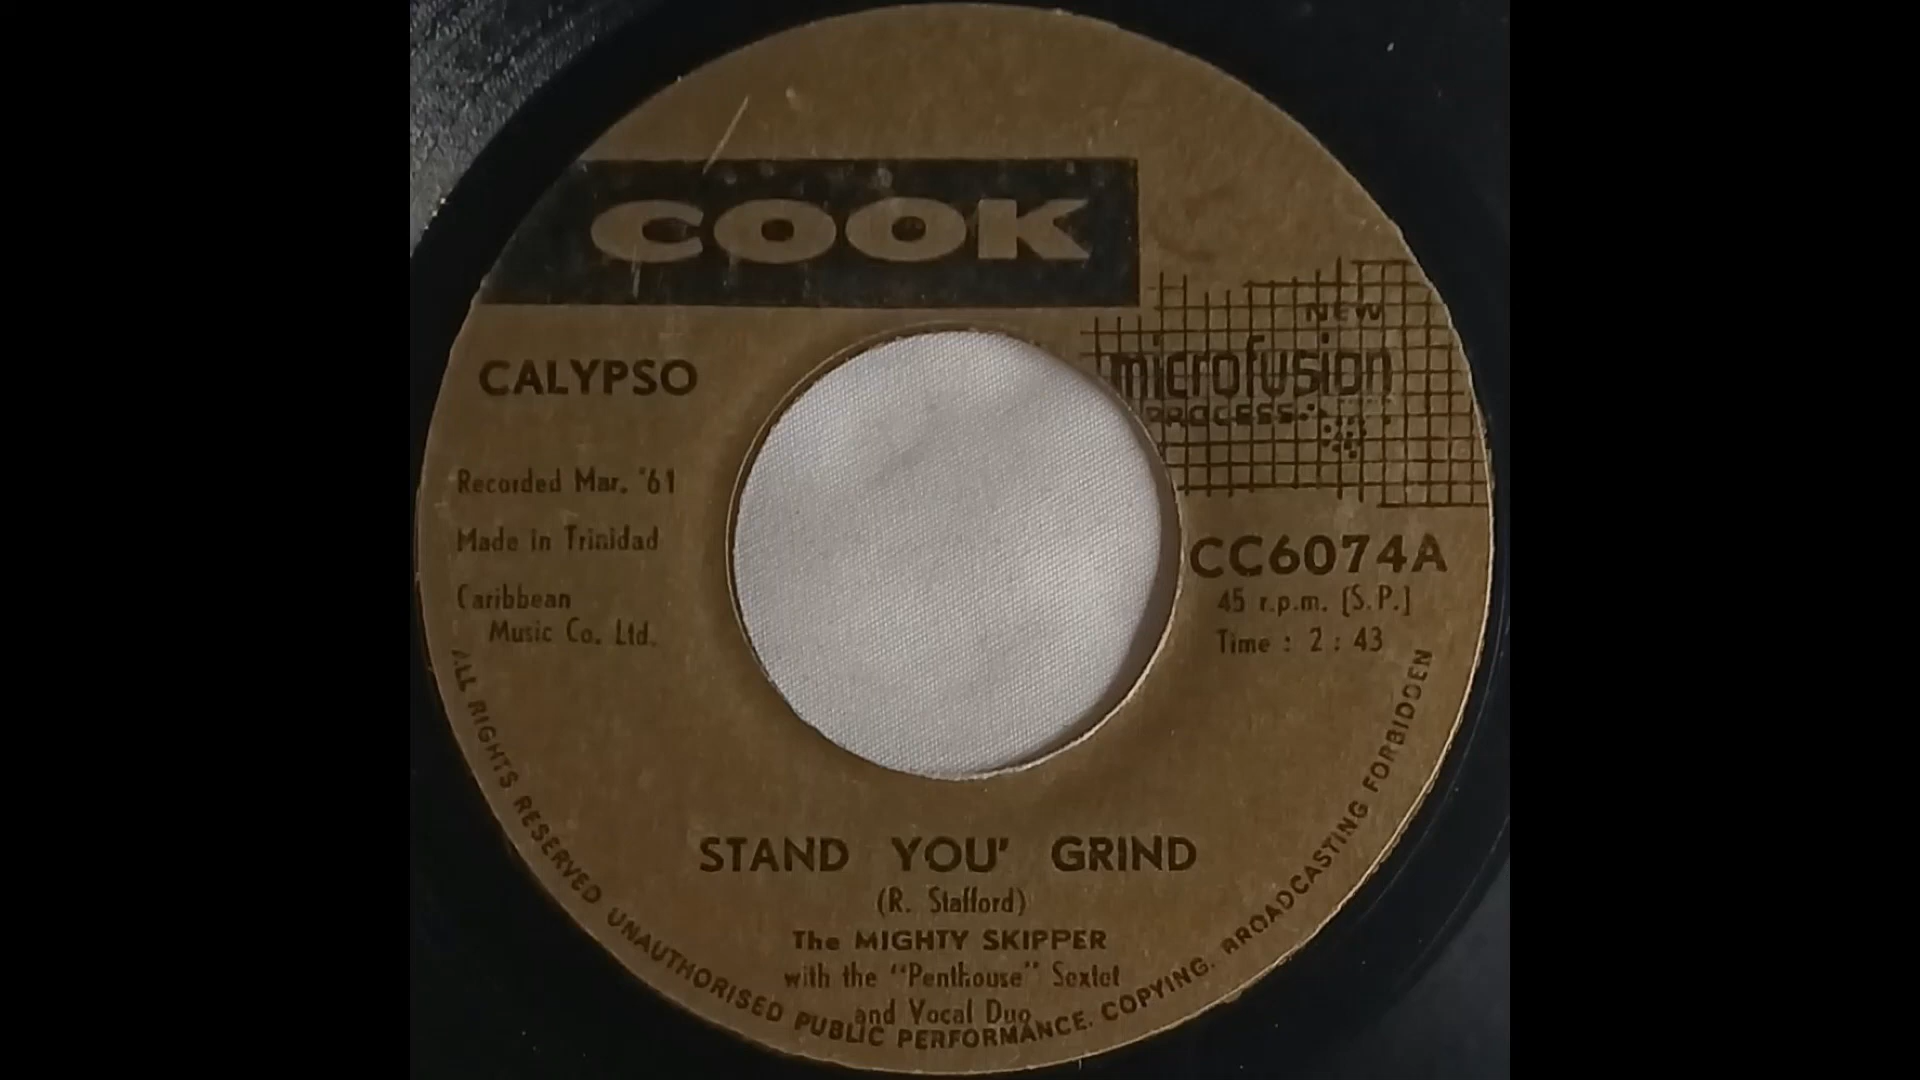 COOK
NEW
microfusion
PROCESS
CALYPSO
Recorded Mar. '61
Made in Trinidad
Caribbean
Music Co. Ltd.
CC6074A
45 r.p.m. [S.P.]
Time : 2 : 43
STAND YOU' GRIND
(R. Stafford)
The MIGHTY SKIPPER
with the "Penthouse" Sextet
and Vocal Duo
ALL RIGHTS RESERVED UNAUTHORISED PUBLIC PERFORMANCE. COPYING. BROADCASTING FORBIDDEN